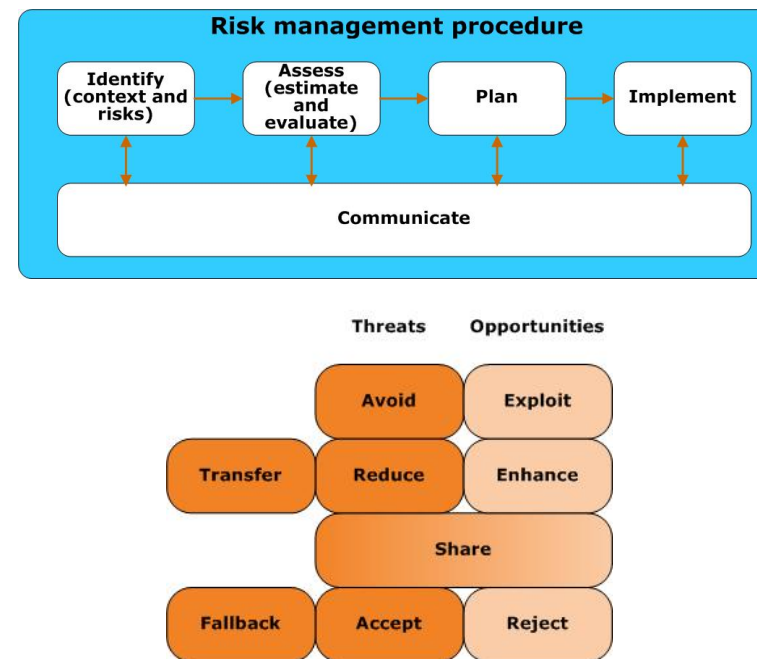 Risk management procedure
Identify
(context and
risks)
Assess
(estimate
and
evaluate)
Plan
Implement
Communicate
Threats
Opportunities
Avoid
Exploit
Transfer
Reduce
Enhance
Share
Fallback
Accept
Reject